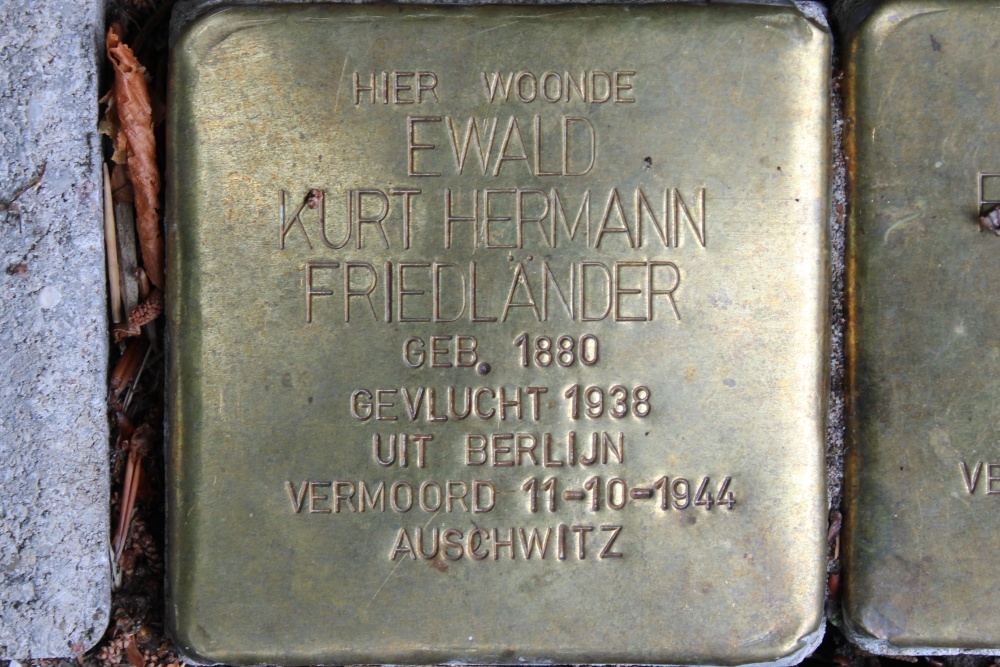 HIER WOONDE
EWALD
KURT HERMANN
FRIEDLÄNDER
GEB. 1880
GEVLUCHT 1938
UIT BERLIJN
VERMOORD 11-10-1944
AUSCHWITZ